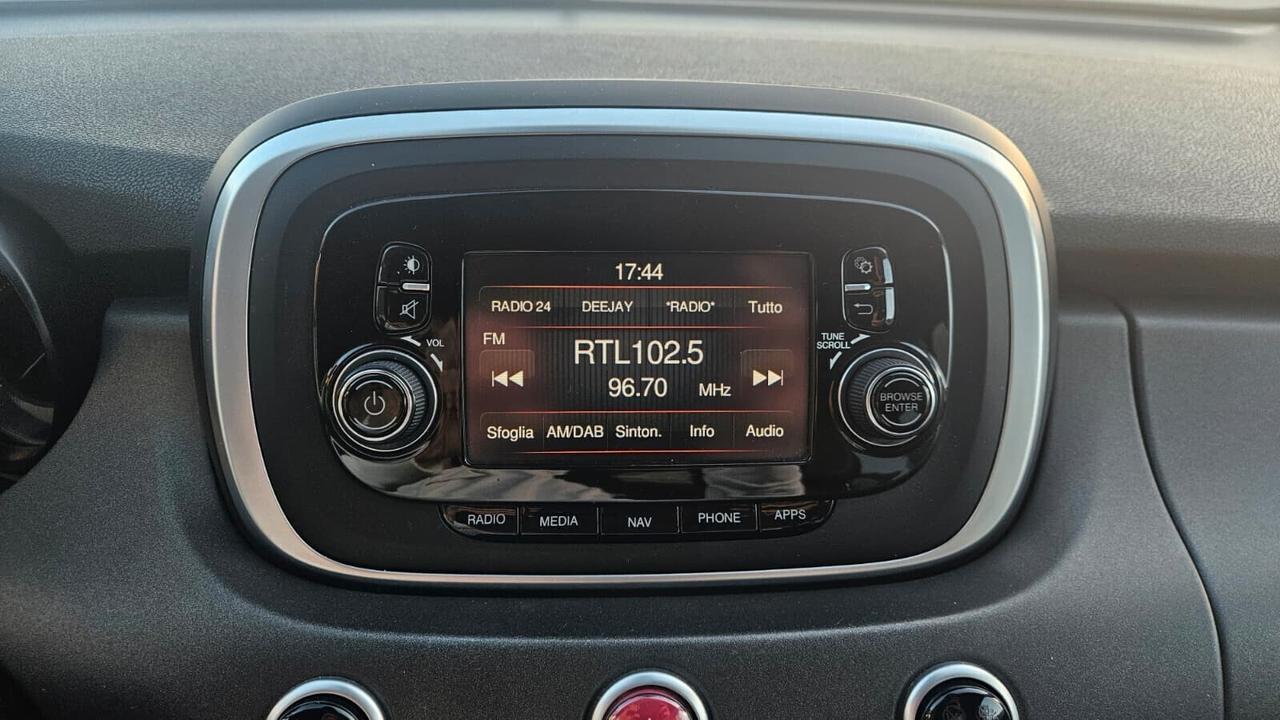 17:44
RADIO 24 DEEJAY *RADIO* Tutto
FM
RTL102.5
96.70 MHz
Sfoglia AM/DAB Sinton. Info Audio
VOL
TUNE
SCROLL
BROWSE
ENTER
RADIO MEDIA NAV PHONE APPS